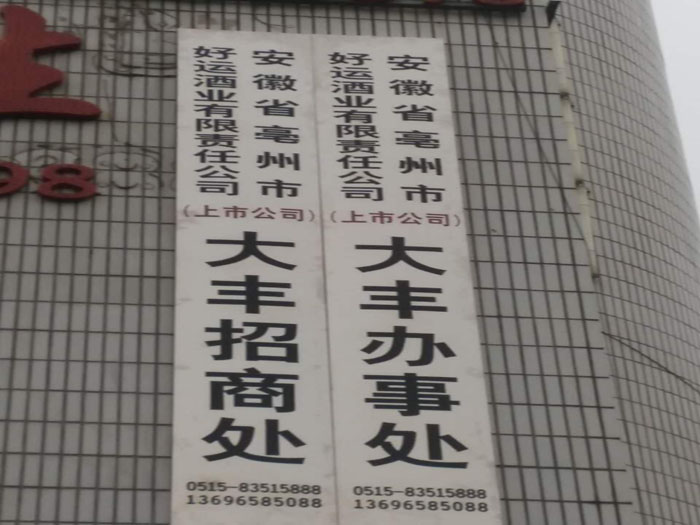 上
98
安徽省亳州市
好运酒业有限责任公司
(上市公司)
大丰招商处
0515-83515888
13696585088
安徽省亳州市
好运酒业有限责任公司
(上市公司)
大丰办事处
0515-83515888
13696585088